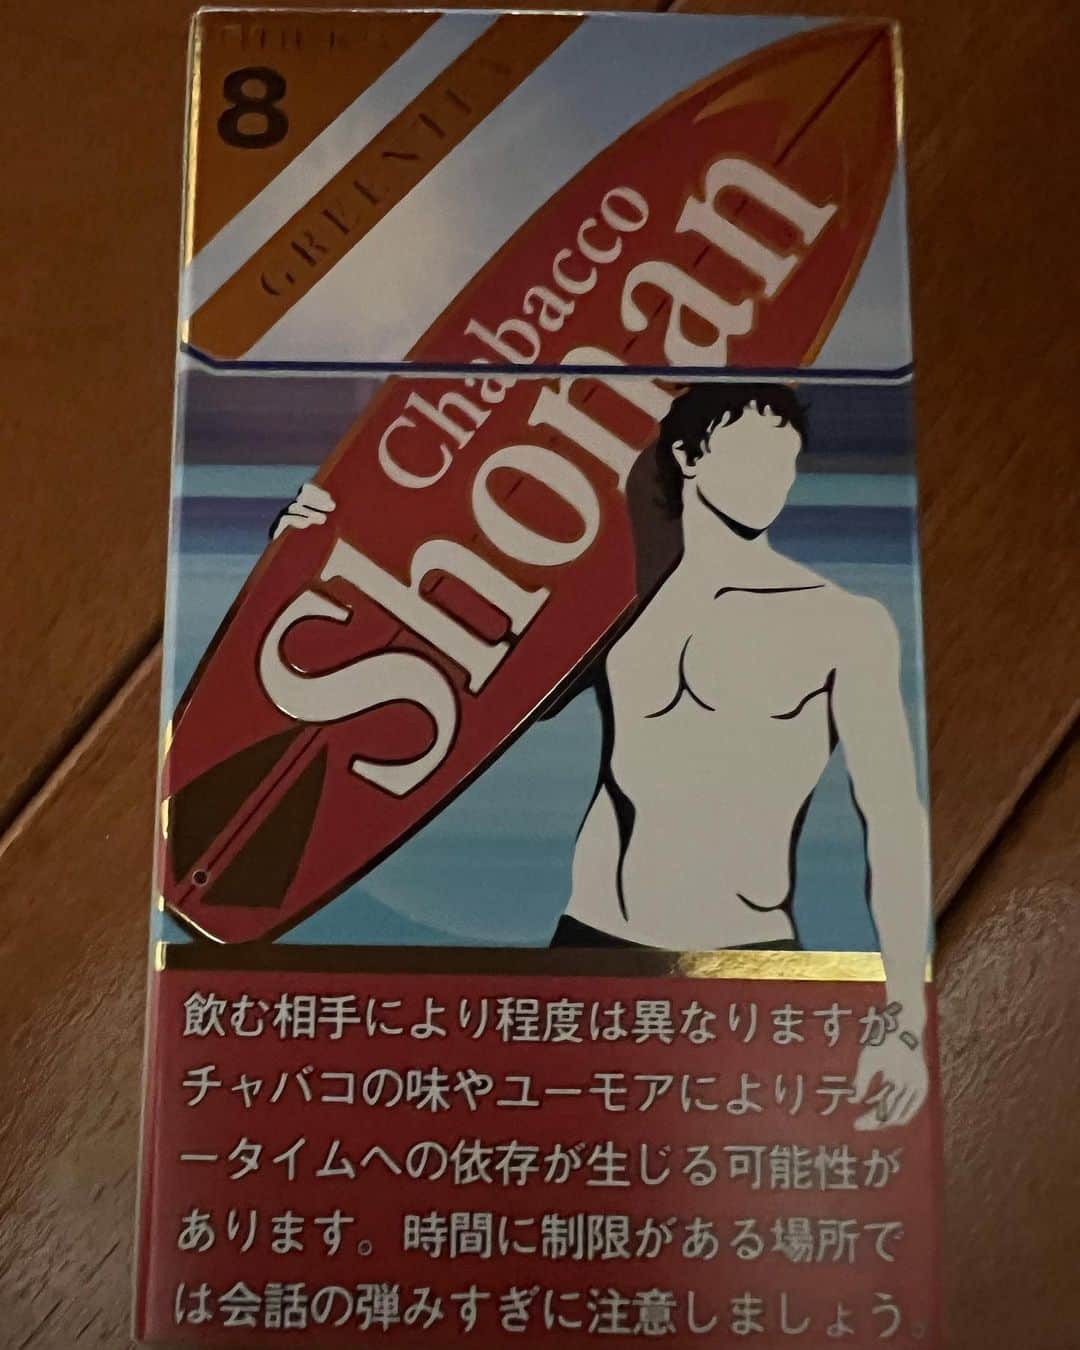 8
GREEN TEA
Chabacco
Shonan
飲む相手により程度は異なりますが、
チャバコの味やユーモアによりティ
ータイムへの依存が生じる可能性が
あります。時間に制限がある場所で
は会話の弾みすぎに注意しましょう。